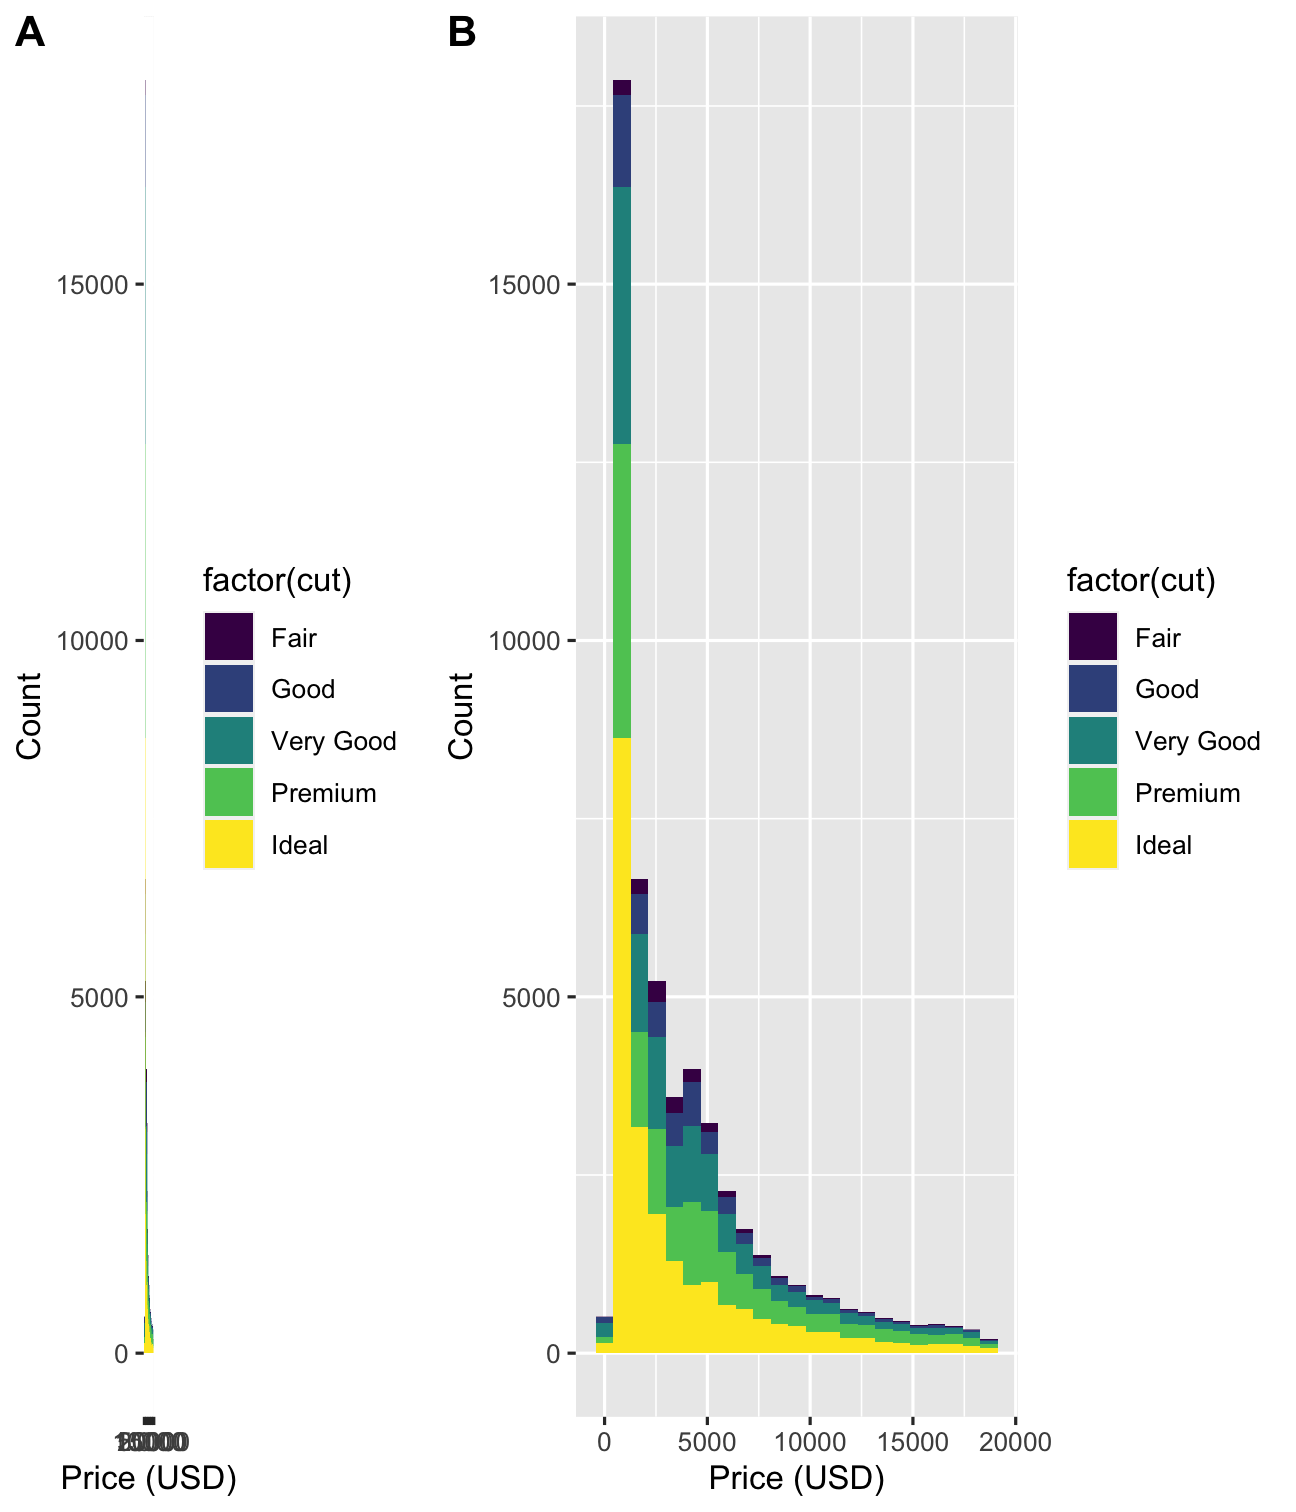 A
15000
10000
5000
0
Count
Price (USD)
factor(cut)
Fair
Good
Very Good
Premium
Ideal
B
15000
10000
5000
0
Count
0 5000 10000 15000 20000
Price (USD)
factor(cut)
Fair
Good
Very Good
Premium
Ideal